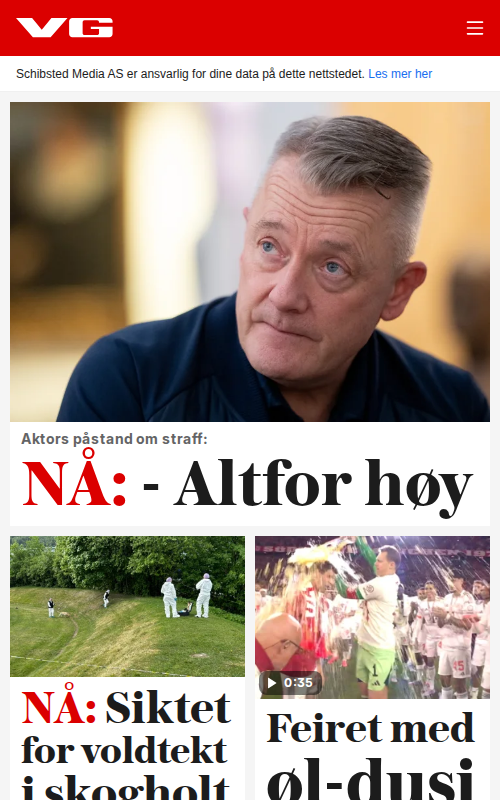 VG
Schibsted Media AS er ansvarlig for dine data på dette nettstedet. Les mer her
Aktors påstand om straff:
NÅ: - Altfor høy
NÅ: Siktet
for voldtekt
i skogholt
0:35
Feiret med
øl-dusj